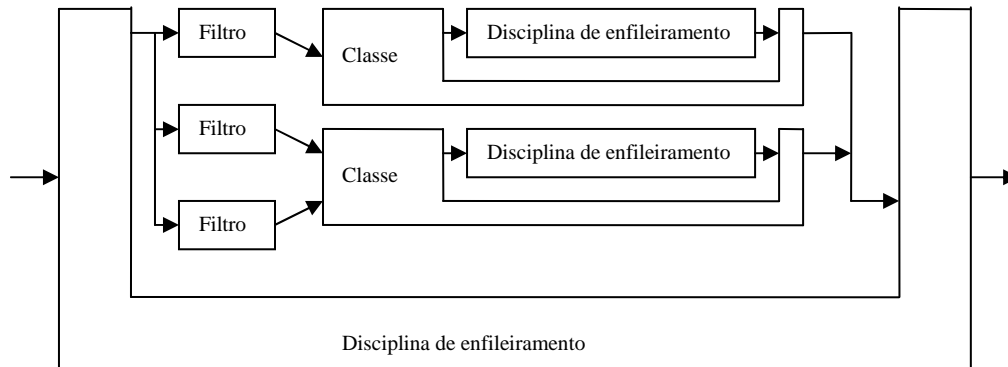 Filtro
Disciplina de enfileiramento
Classe
Filtro
Disciplina de enfileiramento
Classe
Filtro
Disciplina de enfileiramento